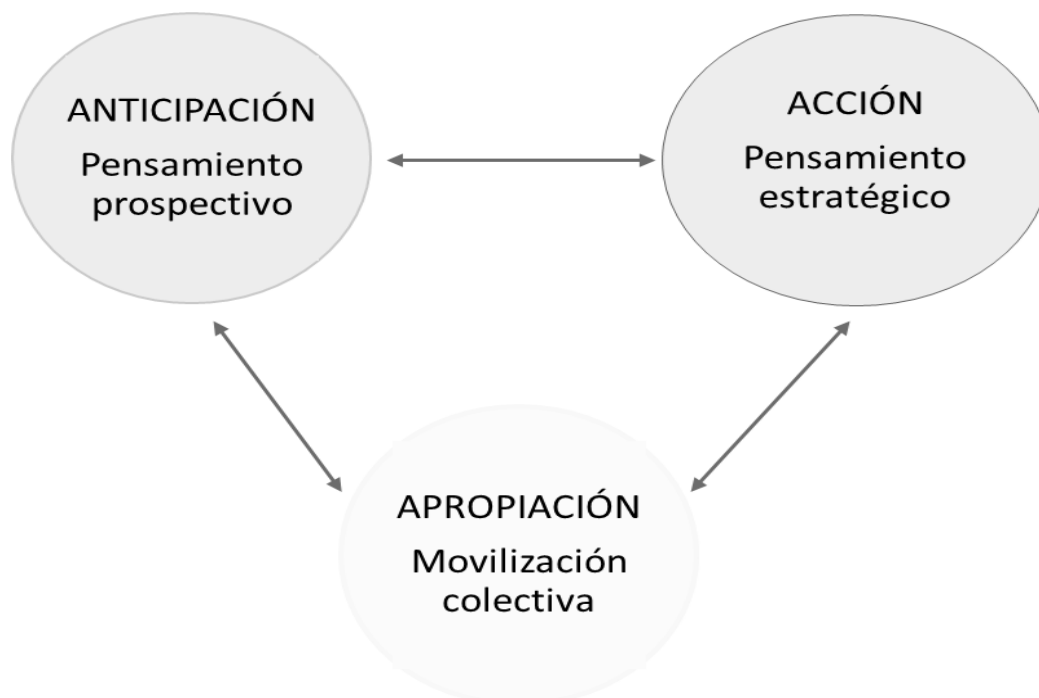 ANTICIPACIÓN
Pensamiento
prospectivo
ACCIÓN
Pensamiento
estratégico
APROPIACIÓN
Movilización
colectiva